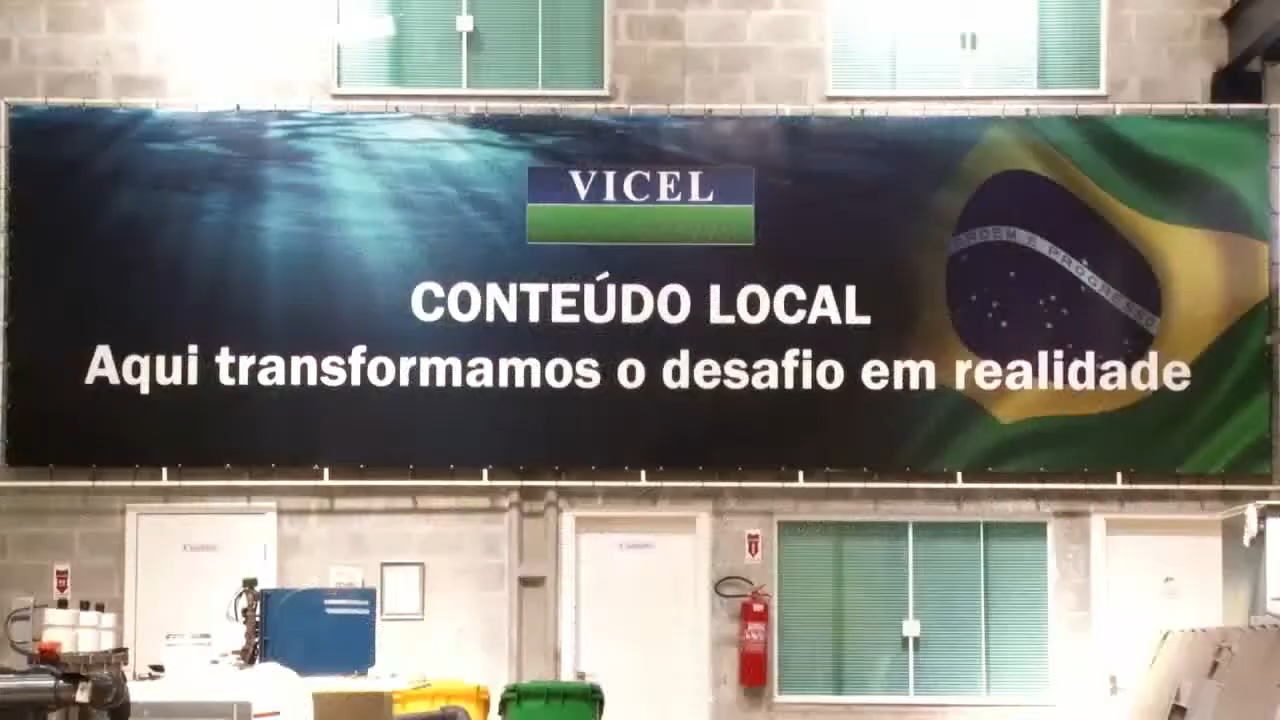 VICEL
CONTEÚDO LOCAL
Aqui transformamos o desafio em realidade
ORDEM E PROGRESSO